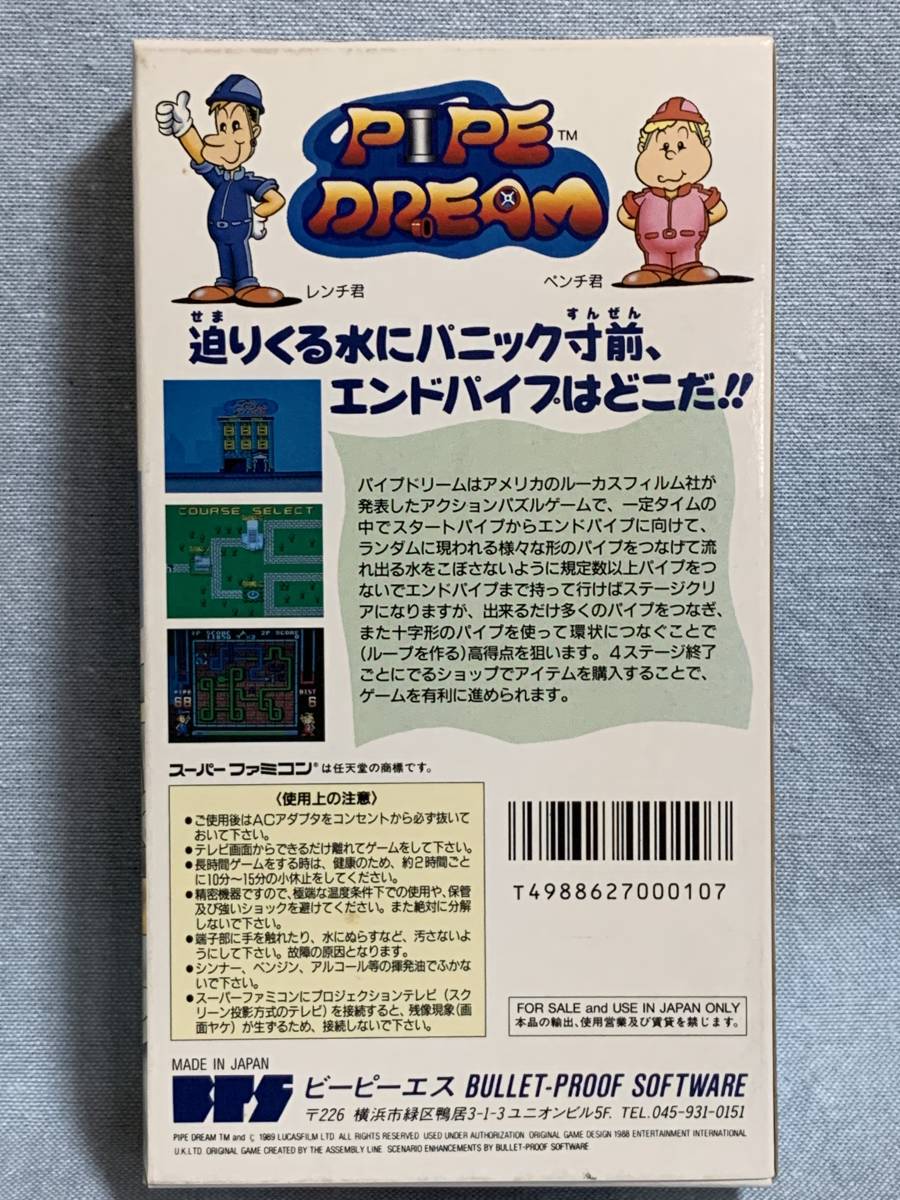 PIPE DREAM™
レンチ君
ペンチ君
せま
すんぜん
迫りくる水にパニック寸前、
エンドパイプはどこだ!!
COURSE SELECT
パイプドリームはアメリカのルーカスフィルム社が
発表したアクションパズルゲームで、一定タイムの
中でスタートパイプからエンドパイプに向けて、
ランダムに現われる様々な形のパイプをつなげて流
れ出る水をこぼさないように規定数以上パイプをつ
ないでエンドパイプまで持って行けばステージクリ
アになりますが、出来るだけ多くのパイプをつなぎ、
また十字形のパイプを使って環状につなぐことで
(ループを作る)高得点を狙います。4ステージ終了
ごとにでるショップでアイテムを購入することで、
ゲームを有利に進められます。
1P SCORE
2P SCORE
11850
×2
0
PIPE
68
DIST
6
スーパーファミコン®は任天堂の商標です。
〈使用上の注意〉
●ご使用後はACアダプタをコンセントから必ず抜いて
おいて下さい。
●テレビ画面からできるだけ離れてゲームをして下さい。
●長時間ゲームをする時は、健康のため、約2時間ごと
に10分〜15分の小休止をしてください。
●精密機器ですので、極端な温度条件下での使用や、保管
及び強いショックを避けてください。また絶対に分解
しないで下さい。
●端子部に手を触れたり、水にぬらすなど、汚さないよ
うにして下さい。故障の原因となります。
●シンナー、ベンジン、アルコール等の揮発油でふかな
いで下さい。
●スーパーファミコンにプロジェクションテレビ(スク
リーン投影方式のテレビ)を接続すると、残像現象(画
面ヤケ)が生ずるため、接続しないで下さい。
T4988627000107
FOR SALE and USE IN JAPAN ONLY
本品の輸出、使用営業及び賃貸を禁じます。
MADE IN JAPAN
BPS ビーピーエス BULLET-PROOF SOFTWARE
〒226 横浜市緑区鴨居3-1-3ユニオンビル5F. TEL.045-931-0151
PIPE DREAM TM and © 1989 LUCASFILM LTD. ALL RIGHTS RESERVED. USED UNDER AUTHORIZATION. ORIGINAL GAME DESIGN 1988 ENTERTAINMENT INTERNATIONAL
U.K.LTD. ORIGINAL GAME CREATED BY THE ASSEMBLY LINE. SCENARIO ENHANCEMENTS BY BULLET-PROOF SOFTWARE.